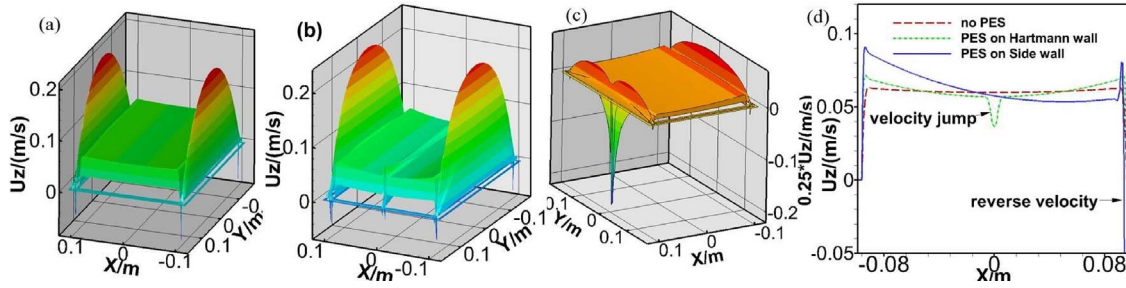 (a)
0.2
0.1
0
Uz/(m/s)
0.1
0
-0.1
X/m
0.1
0
-0.1
Y/m
(b)
0.2
0.1
0
Uz/(m/s)
0.1
0
-0.1
X/m
0.1
0
-0.1
Y/m
(c)
0
-0.1
-0.2
0.25*Uz/(m/s)
0.1
0
-0.1
Y/m
0.1
0
-0.1
X/m
(d)
no PES
PES on Hartmann wall
PES on Side wall
0.1
0.05
0
-0.05
Uz/(m/s)
velocity jump
reverse velocity
-0.08
0
0.08
X/m